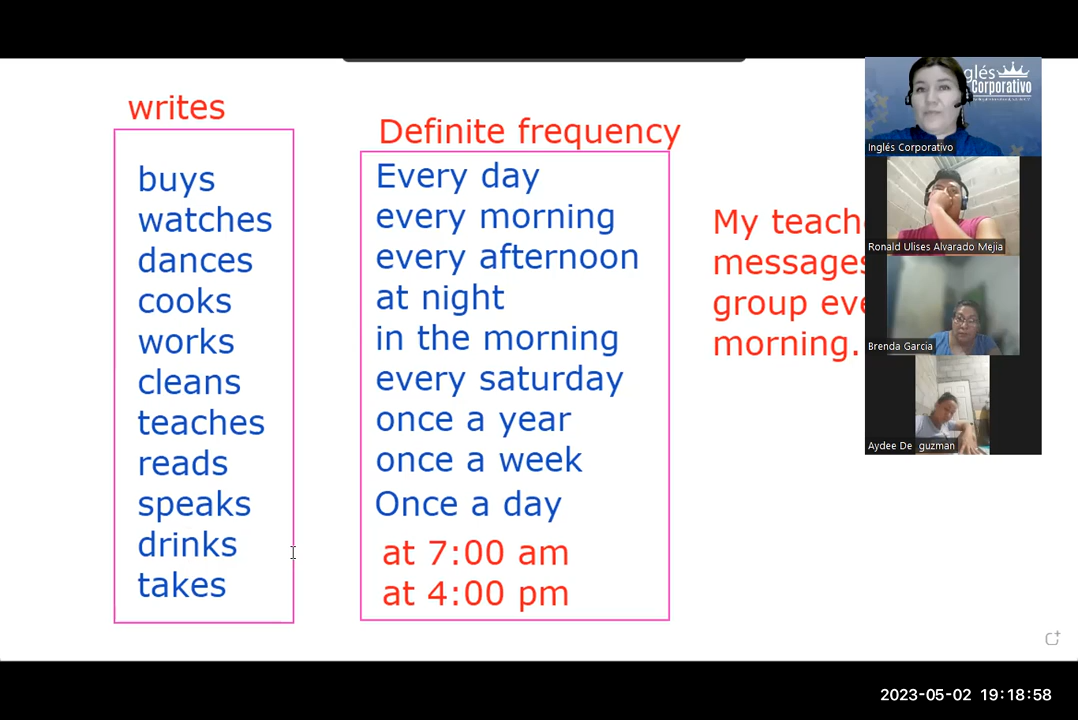 writes
buys
watches
dances
cooks
works
cleans
teaches
reads
speaks
drinks
takes
Definite frequency
Every day
every morning
every afternoon
at night
in the morning
every saturday
once a year
once a week
Once a day
at 7:00 am
at 4:00 pm
My
messages
group
morning.
glés
Corporativo
Inglés Corporativo
Ronald Ulises Alvarado Mejia
Brenda Garcia
Aydee De guzman
2023-05-02 19:18:58